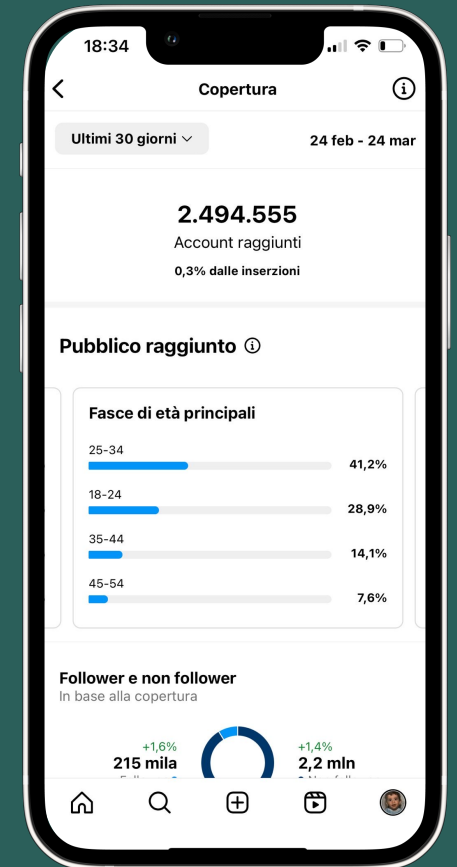 18:34
Copertura
Ultimi 30 giorni
24 feb - 24 mar
2.494.555
Account raggiunti
0,3% dalle inserzioni
Pubblico raggiunto
Fasce di età principali
25-34
41,2%
18-24
28,9%
35-44
14,1%
45-54
7,6%
Follower e non follower
In base alla copertura
+1,6%
215 mila
+1,4%
2,2 mln